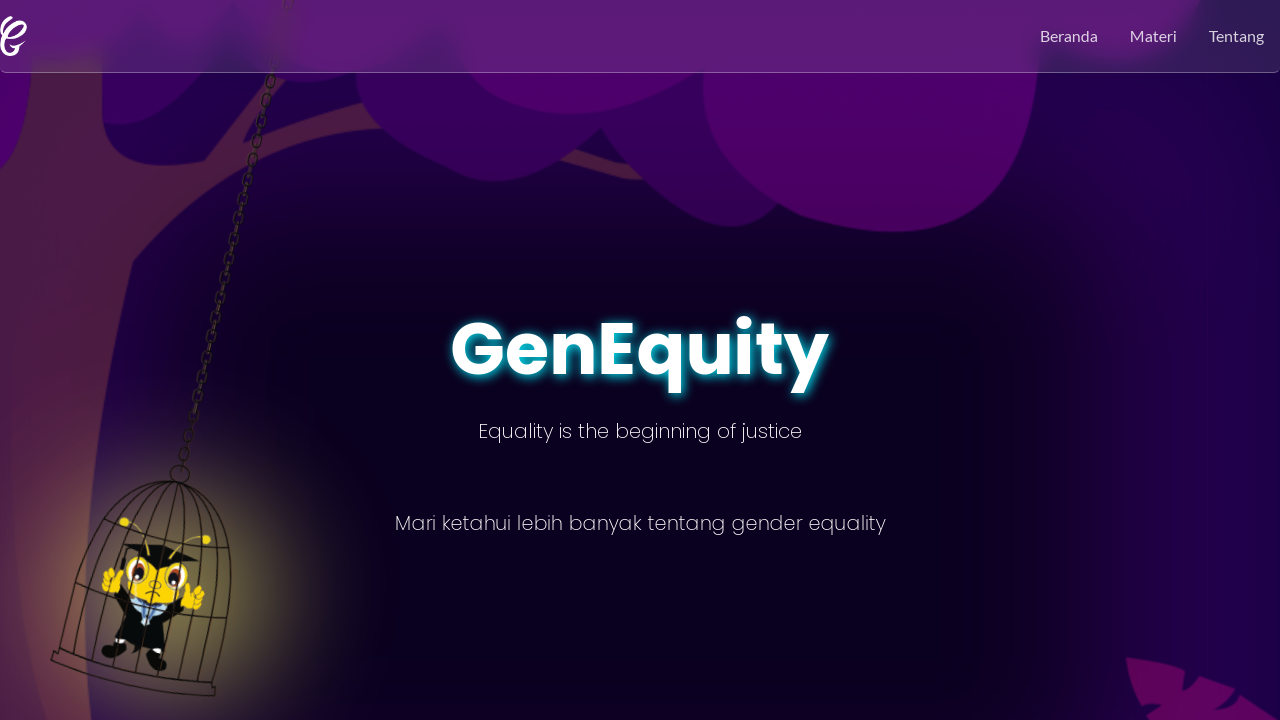 G
Beranda Materi Tentang
GenEquity
Equality is the beginning of justice
Mari ketahui lebih banyak tentang gender equality